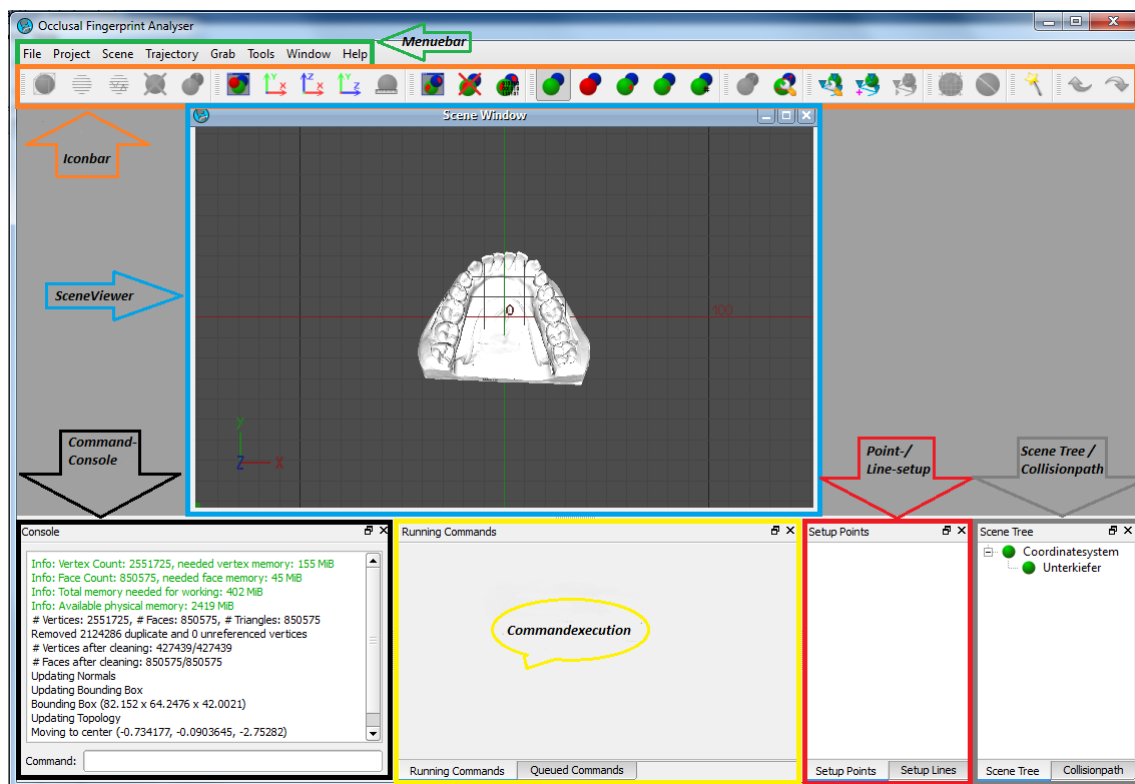 Occlusal Fingerprint Analyser
File Project Scene Trajectory Grab Tools Window Help
Menuebar
Iconbar
Scene Window
SceneViewer
0
100
Y
Z X
Command-
Console
Point-/
Line-setup
Scene Tree /
Collisionpath
Console
Info: Vertex Count: 2551725, needed vertex memory: 155 MiB
Info: Face Count: 850575, needed face memory: 45 MiB
Info: Total memory needed for working: 402 MiB
Info: Available physical memory: 2419 MiB
# Vertices: 2551725, # Faces: 850575, # Triangles: 850575
Removed 2124286 duplicate and 0 unreferenced vertices
# Vertices after cleaning: 427439/427439
# Faces after cleaning: 850575/850575
Updating Normals
Updating Bounding Box
Bounding Box (82.152 x 64.2476 x 42.0021)
Updating Topology
Moving to center (-0.734177, -0.0903645, -2.75282)
Command:
Running Commands
Commandexecution
Running Commands Queued Commands
Setup Points
Setup Points Setup Lines
Scene Tree
Coordinatesystem
Unterkiefer
Scene Tree Collisionpath